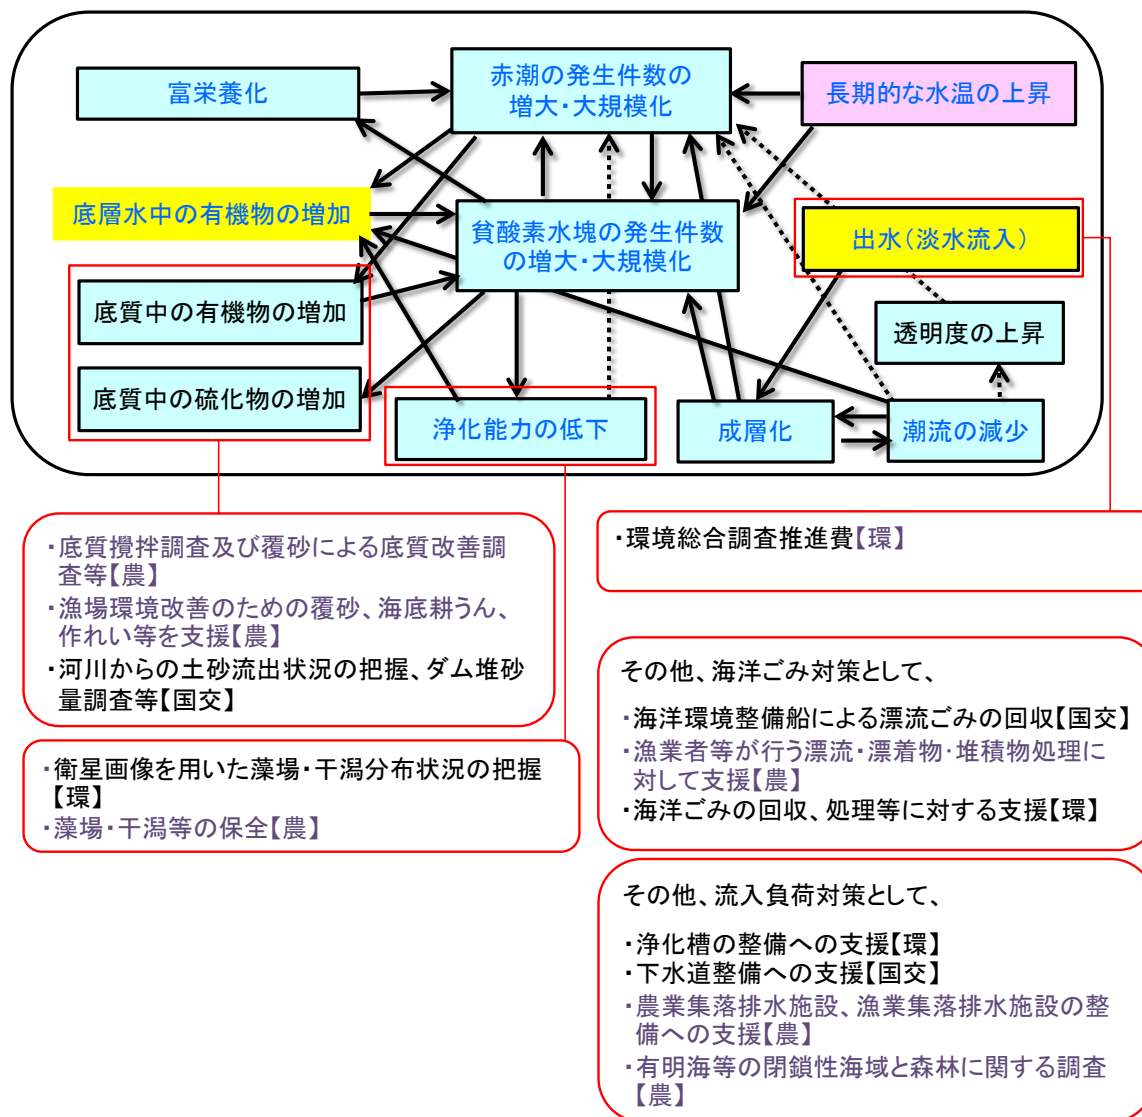 富栄養化
赤潮の発生件数の
増大・大規模化
長期的な水温の上昇
底層水中の有機物の増加
貧酸素水塊の発生件数
の増大・大規模化
出水（淡水流入）
底質中の有機物の増加
透明度の上昇
底質中の硫化物の増加
浄化能力の低下
成層化
潮流の減少
・底質攪拌調査及び覆砂による底質改善調
査等【農】
・漁場環境改善のための覆砂、海底耕うん、
作れい等を支援【農】
・河川からの土砂流出状況の把握、ダム堆砂
量調査等【国交】
・環境総合調査推進費【環】
・衛星画像を用いた藻場・干潟分布状況の把握
【環】
・藻場・干潟等の保全【農】
その他、海洋ごみ対策として、
・海洋環境整備船による漂流ごみの回収【国交】
・漁業者等が行う漂流・漂着物・堆積物処理に
対して支援【農】
・海洋ごみの回収、処理等に対する支援【環】
その他、流入負荷対策として、
・浄化槽の整備への支援【環】
・下水道整備への支援【国交】
・農業集落排水施設、漁業集落排水施設の整
備への支援【農】
・有明海等の閉鎖性海域と森林に関する調査
【農】